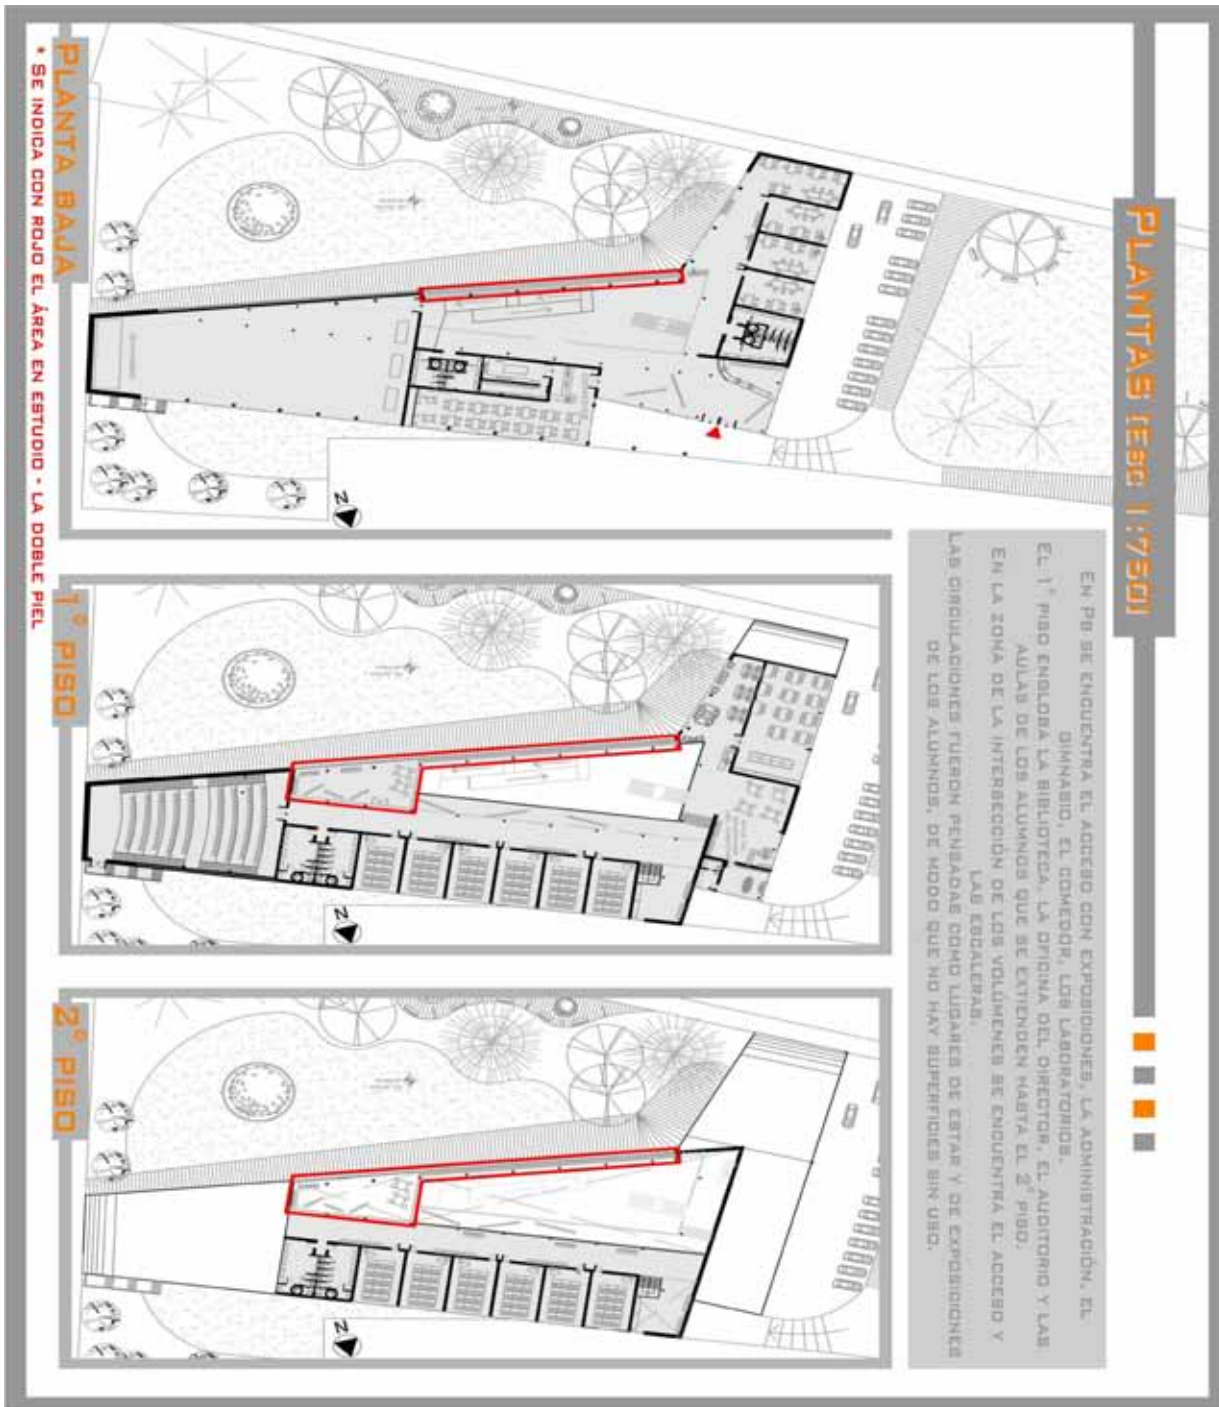 PLANTAS [ESC 1:750]
EN PB SE ENCUENTRA EL ACCESO CON EXPOSICIONES, LA ADMINISTRACIÓN, EL
GIMNASIO, EL COMEDOR, LOS LABORATORIOS.
EL 1° PISO ENGLOBA LA BIBLIOTECA, LA OFICINA DEL DIRECTOR, EL AUDITORIO Y LAS
AULAS DE LOS ALUMNOS QUE SE EXTIENDEN HASTA EL 2° PISO.
EN LA ZONA DE LA INTERSECCIÓN DE LOS VOLÚMENES SE ENCUENTRA EL ACCESO Y
LAS ESCALERAS.
LAS CIRCULACIONES FUERON PENSADAS COMO LUGARES DE ESTAR Y DE EXPOSICIONES
DE LOS ALUMNOS, DE MODO QUE NO HAY SUPERFICIES SIN USO.
PLANTA BAJA
* SE INDICA CON ROJO EL ÁREA EN ESTUDIO - LA DOBLE PIEL
N
1° PISO
N
2° PISO
N